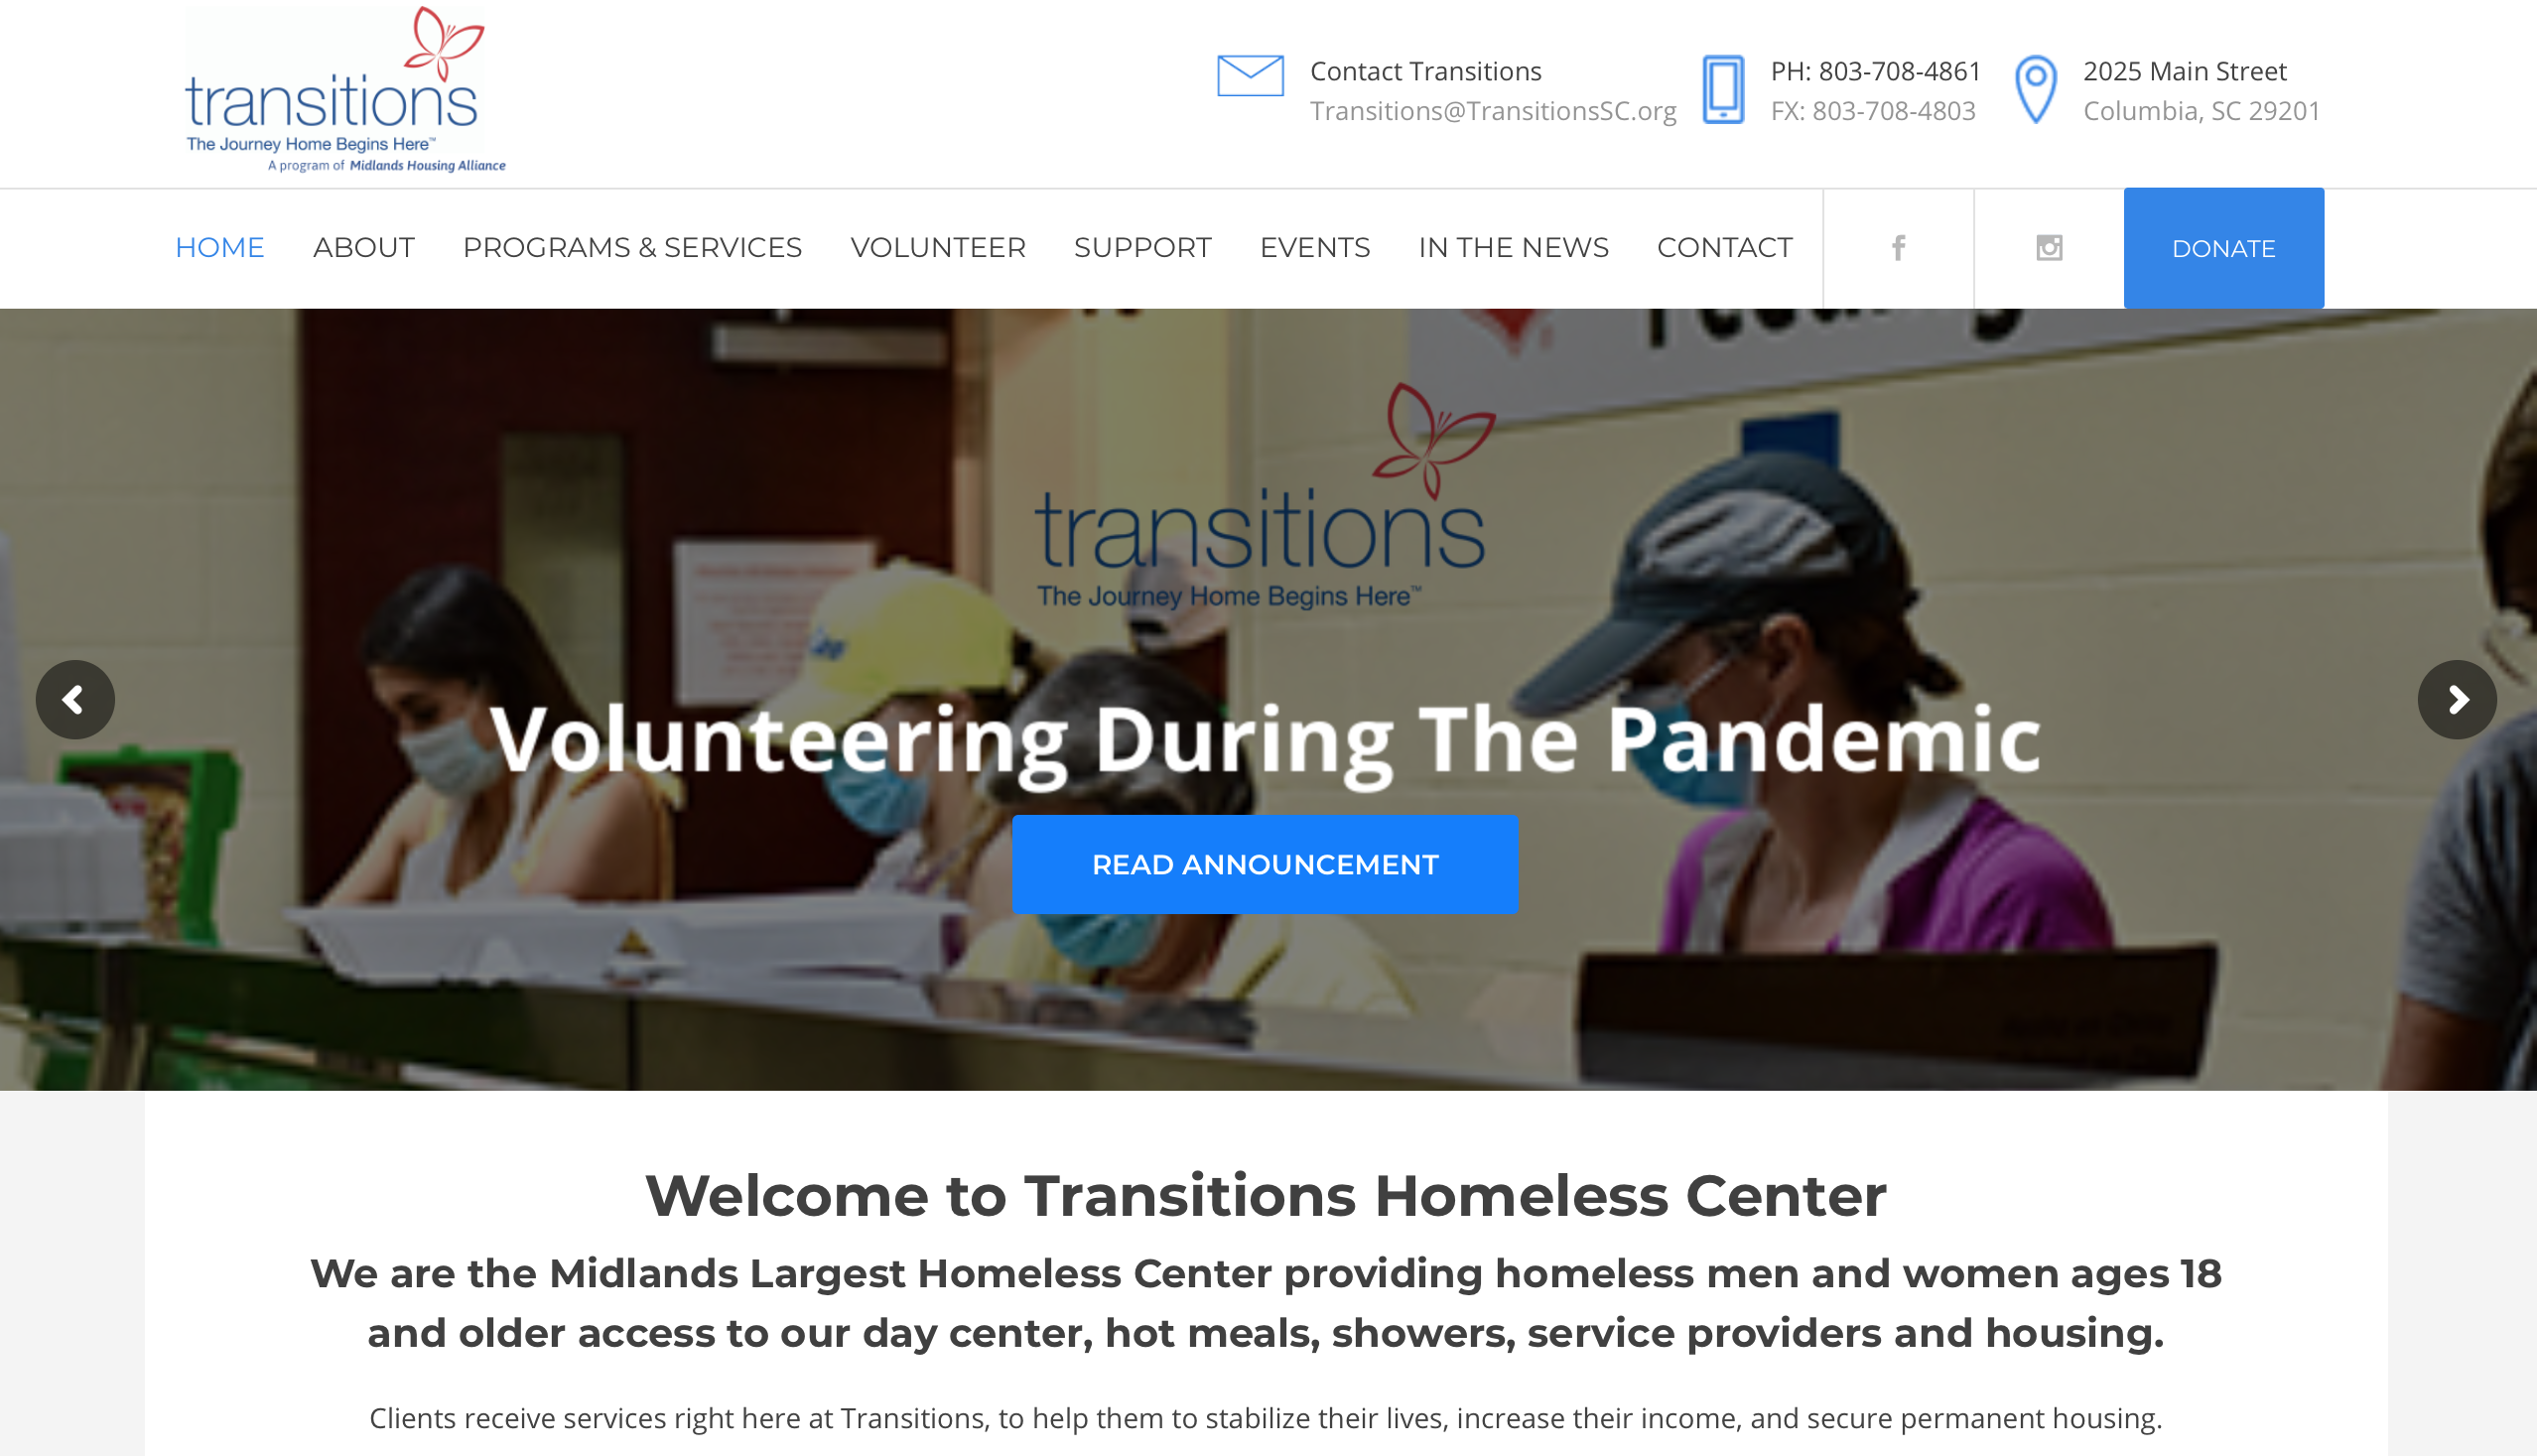 transitions
The Journey Home Begins Here™
A program of Midlands Housing Alliance
Contact Transitions
Transitions@TransitionsSC.org
PH: 803-708-4861
FX: 803-708-4803
2025 Main Street
Columbia, SC 29201
HOME ABOUT PROGRAMS & SERVICES VOLUNTEER SUPPORT EVENTS IN THE NEWS CONTACT DONATE
transitions
The Journey Home Begins Here™
Volunteering During The Pandemic
READ ANNOUNCEMENT
Welcome to Transitions Homeless Center
We are the Midlands Largest Homeless Center providing homeless men and women ages 18
and older access to our day center, hot meals, showers, service providers and housing.
Clients receive services right here at Transitions, to help them to stabilize their lives, increase their income, and secure permanent housing.